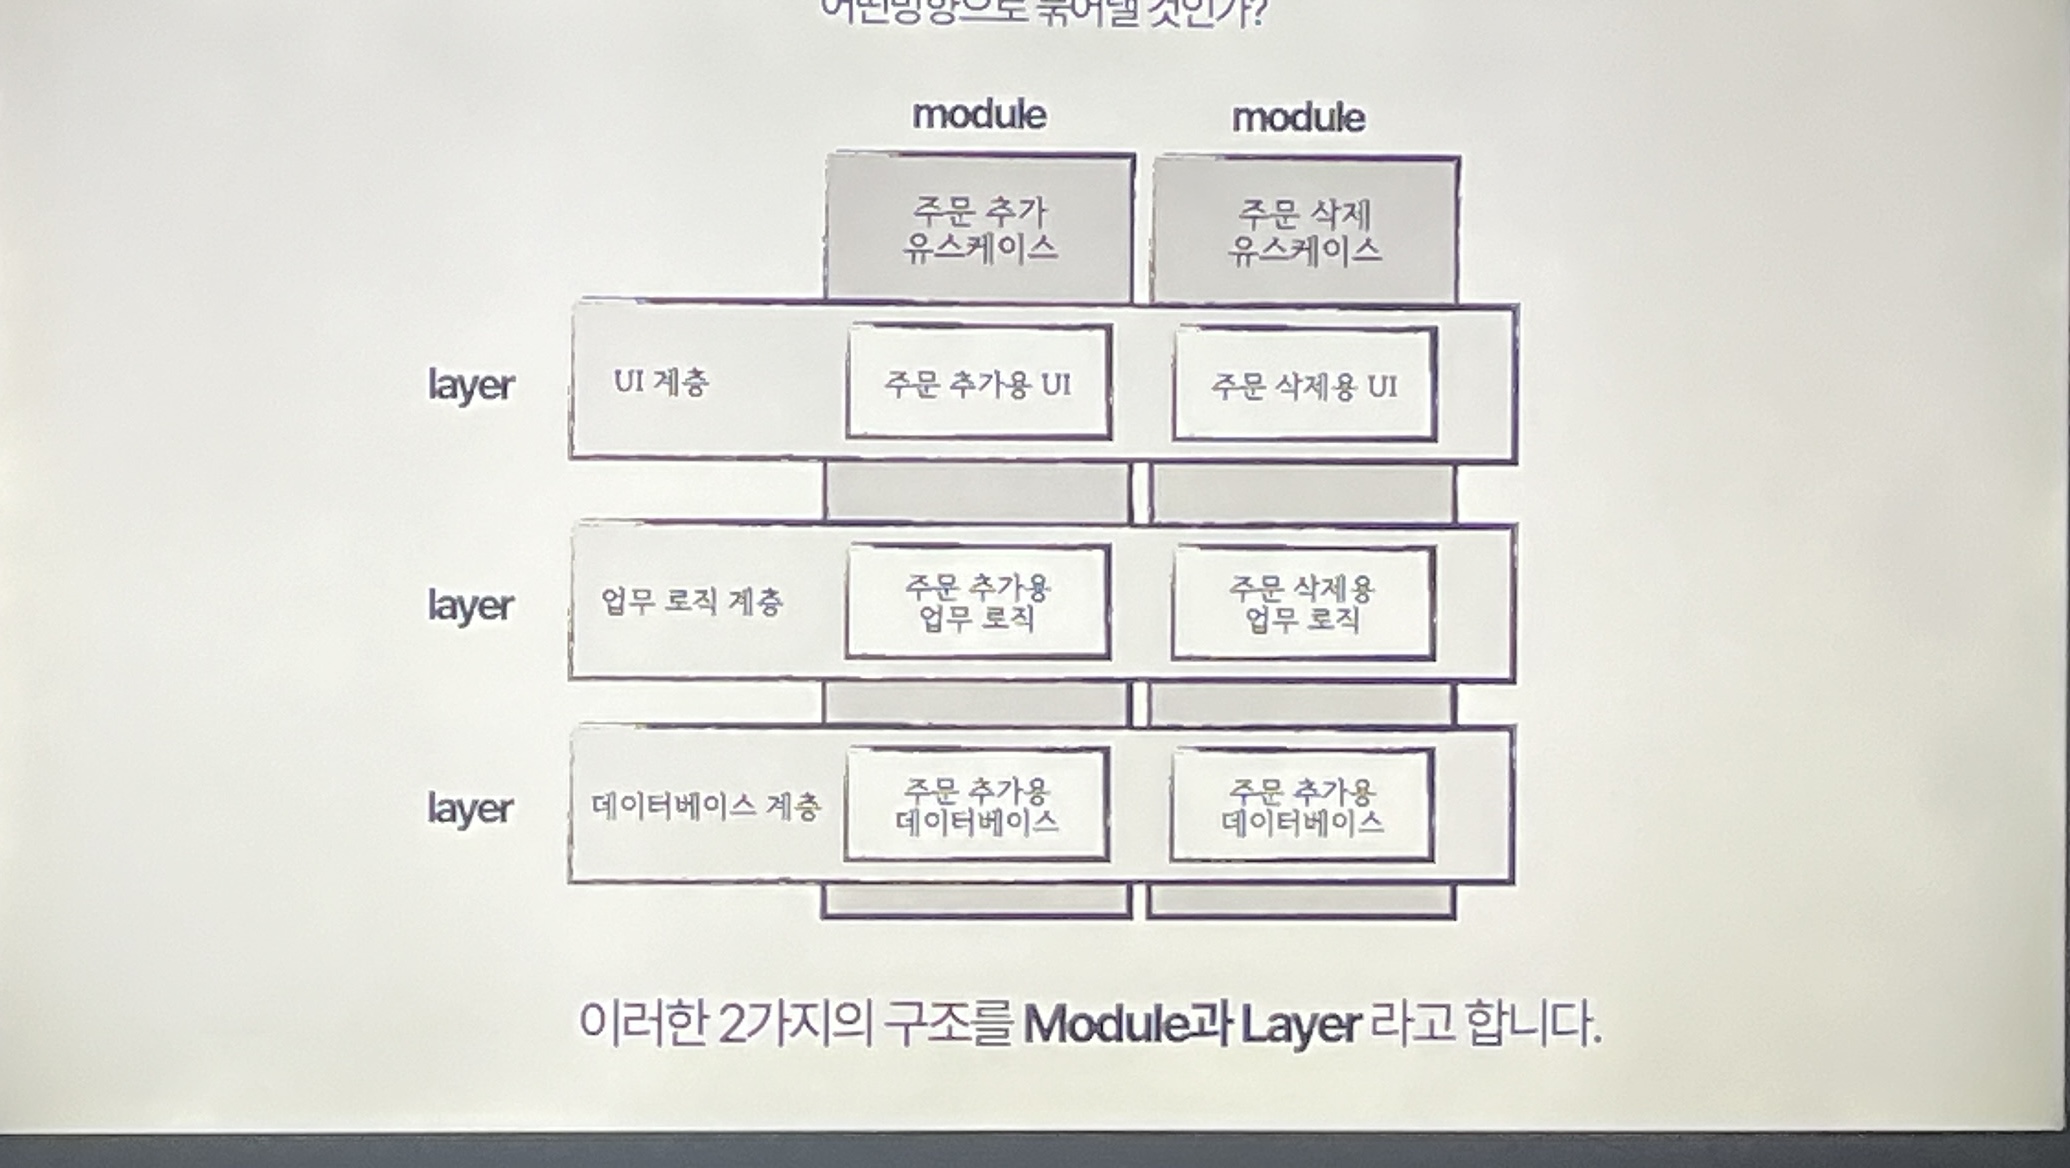 어떤방향으로 묶어낼 것인가?
module
module
주문 추가
유스케이스
주문 삭제
유스케이스
layer
UI 계층
주문 추가용 UI
주문 삭제용 UI
layer
업무 로직 계층
주문 추가용
업무 로직
주문 삭제용
업무 로직
layer
데이터베이스 계층
주문 추가용
데이터베이스
주문 추가용
데이터베이스
이러한 2가지의 구조를 Module과 Layer 라고 합니다.